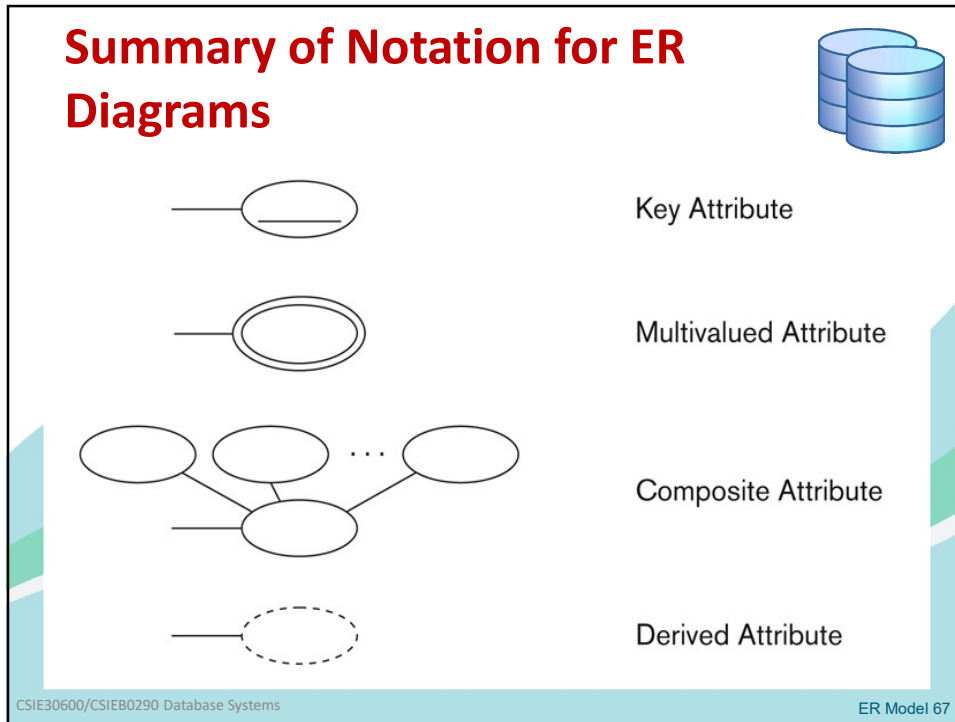 Summary of Notation for ER
Diagrams
Key Attribute
Multivalued Attribute
. . .
Composite Attribute
Derived Attribute
CSIE30600/CSIEB0290 Database Systems
ER Model 67